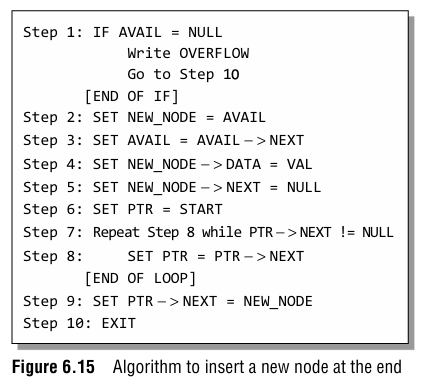 Step 1: IF AVAIL = NULL
Write OVERFLOW
Go to Step 10
[END OF IF]
Step 2: SET NEW_NODE = AVAIL
Step 3: SET AVAIL = AVAIL->NEXT
Step 4: SET NEW_NODE->DATA = VAL
Step 5: SET NEW_NODE->NEXT = NULL
Step 6: SET PTR = START
Step 7: Repeat Step 8 while PTR->NEXT != NULL
Step 8: SET PTR = PTR->NEXT
[END OF LOOP]
Step 9: SET PTR->NEXT = NEW_NODE
Step 10: EXIT
Figure 6.15 Algorithm to insert a new node at the end